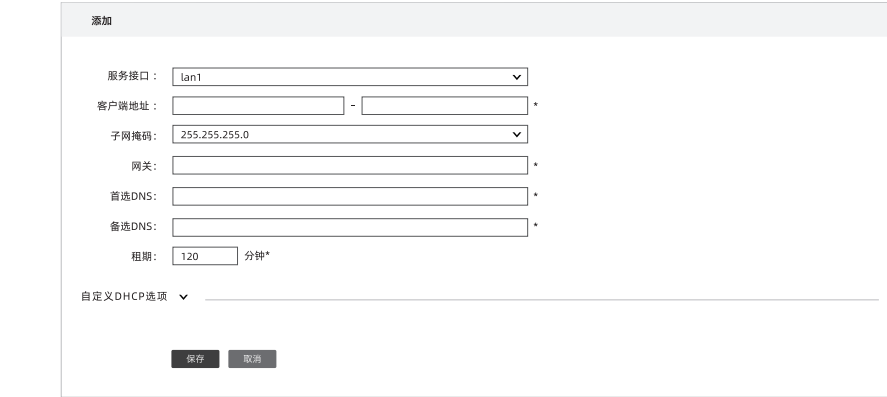 添加
服务接口： lan1
客户端地址： - *
子网掩码： 255.255.255.0
网关： *
首选DNS： *
备选DNS： *
租期： 120 分钟*
自定义DHCP选项
保存 取消